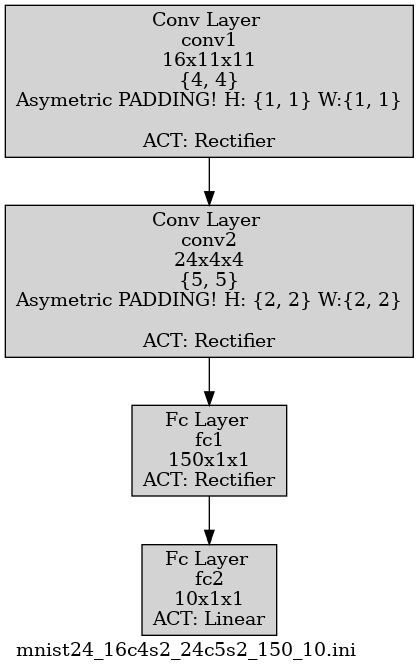 Conv Layer
conv1
16x11x11
{4, 4}
Asymetric PADDING! H: {1, 1} W:{1, 1}
ACT: Rectifier
Conv Layer
conv2
24x4x4
{5, 5}
Asymetric PADDING! H: {2, 2} W:{2, 2}
ACT: Rectifier
Fc Layer
fc1
150x1x1
ACT: Rectifier
Fc Layer
fc2
10x1x1
ACT: Linear
mnist24_16c4s2_24c5s2_150_10.ini